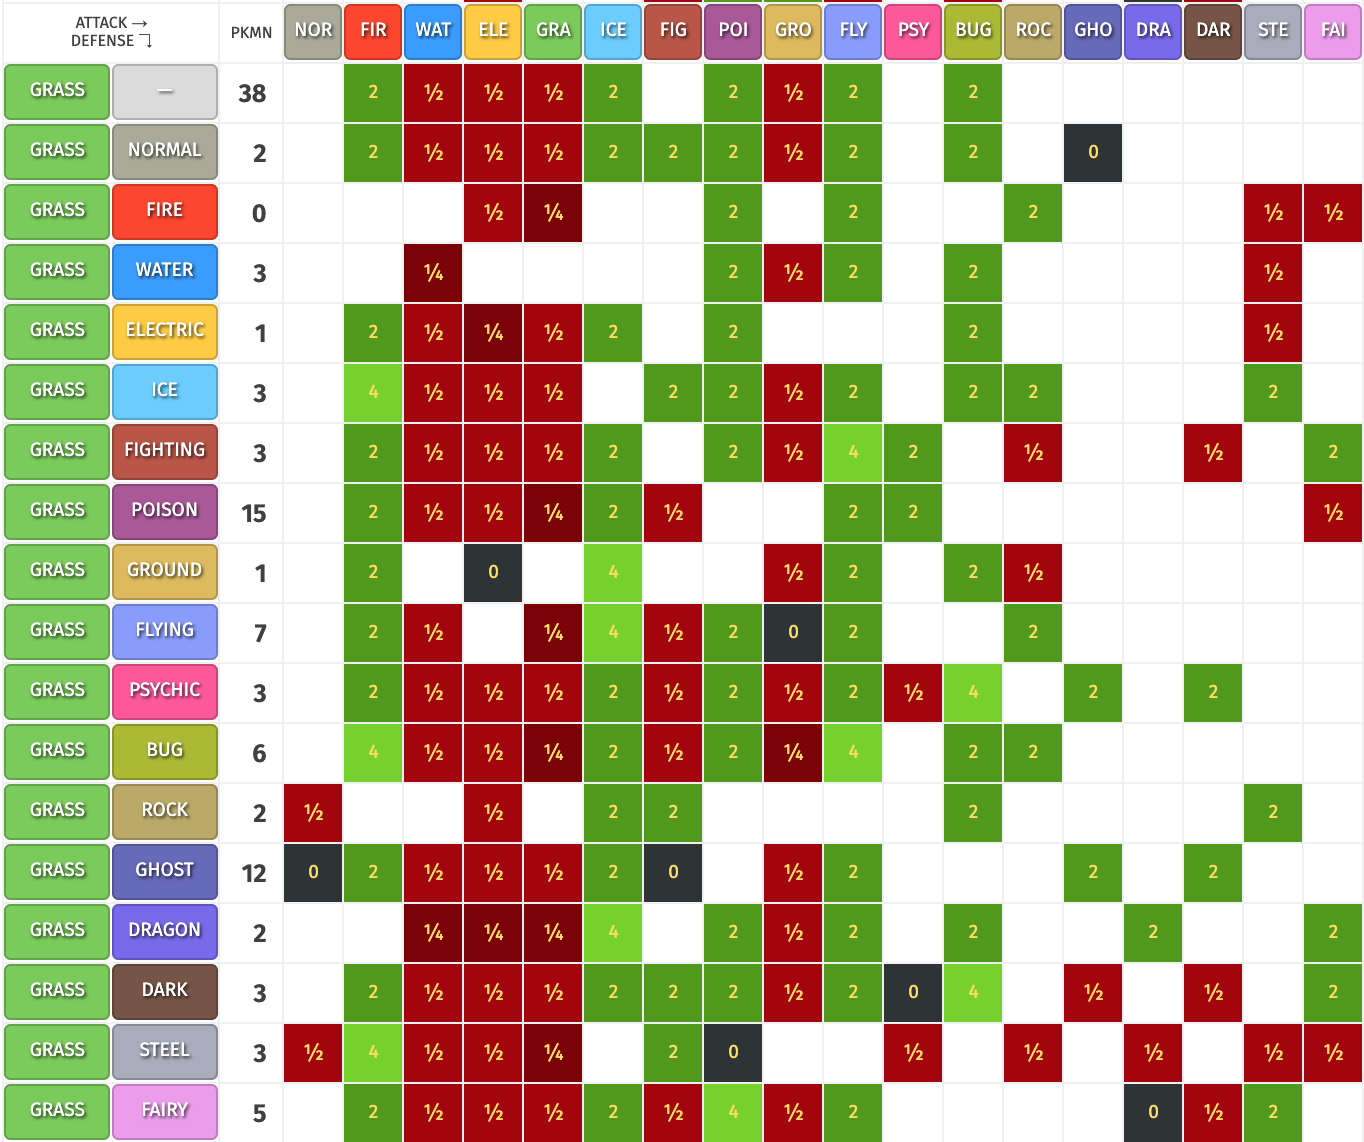 ATTACK →
DEFENSE ↴ PKMN NOR FIR WAT ELE GRA ICE FIG POI GRO FLY PSY BUG ROC GHO DRA DAR STE FAI
GRASS — 38 2 ½ ½ ½ 2 2 ½ 2 2
GRASS NORMAL 2 2 ½ ½ ½ 2 2 2 ½ 2 2 0
GRASS FIRE 0 ½ ¼ 2 2 2 ½ ½
GRASS WATER 3 ¼ 2 ½ 2 2 ½
GRASS ELECTRIC 1 2 ½ ¼ ½ 2 2 2 ½
GRASS ICE 3 4 ½ ½ ½ 2 2 ½ 2 2 2 2
GRASS FIGHTING 3 2 ½ ½ ½ 2 2 ½ 4 2 ½ ½ 2
GRASS POISON 15 2 ½ ½ ¼ 2 ½ 2 2 ½
GRASS GROUND 1 2 0 4 ½ 2 2 ½
GRASS FLYING 7 2 ½ ¼ 4 ½ 2 0 2 2
GRASS PSYCHIC 3 2 ½ ½ ½ 2 ½ 2 ½ 2 ½ 4 2 2
GRASS BUG 6 4 ½ ½ ¼ 2 ½ 2 ¼ 4 2 2
GRASS ROCK 2 ½ ½ 2 2 2 2
GRASS GHOST 12 0 2 ½ ½ ½ 2 0 ½ 2 2 2
GRASS DRAGON 2 ¼ ¼ ¼ 4 2 ½ 2 2 2 2
GRASS DARK 3 2 ½ ½ ½ 2 2 2 ½ 2 0 4 ½ ½ 2
GRASS STEEL 3 ½ 4 ½ ½ ¼ 2 0 ½ ½ ½ ½ ½
GRASS FAIRY 5 2 ½ ½ ½ 2 ½ 4 ½ 2 0 ½ 2